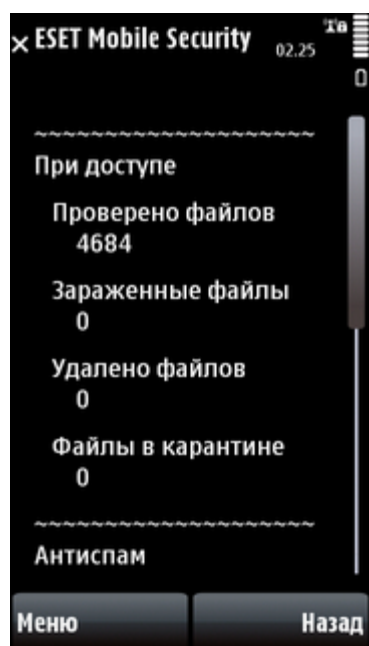 ESET Mobile Security
02.25
~~~~~~~~~~~~~~~~~~~~
При доступе
Проверено файлов
4684
Зараженные файлы
0
Удалено файлов
0
Файлы в карантине
0
~~~~~~~~~~~~~~~~~~~~
Антиспам
Меню
Назад